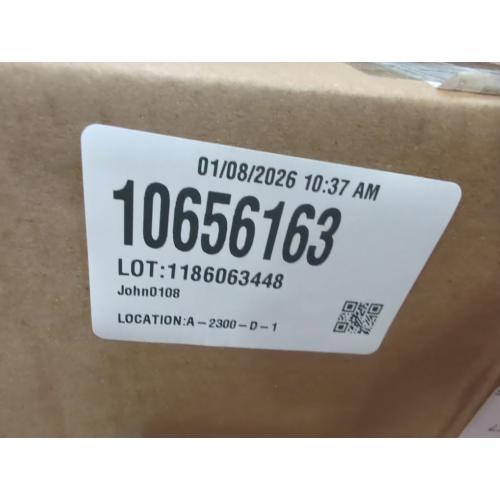 01/08/2026 10:37 AM
10656163
LOT:1186063448
John0108
LOCATION:A-2300-D-1